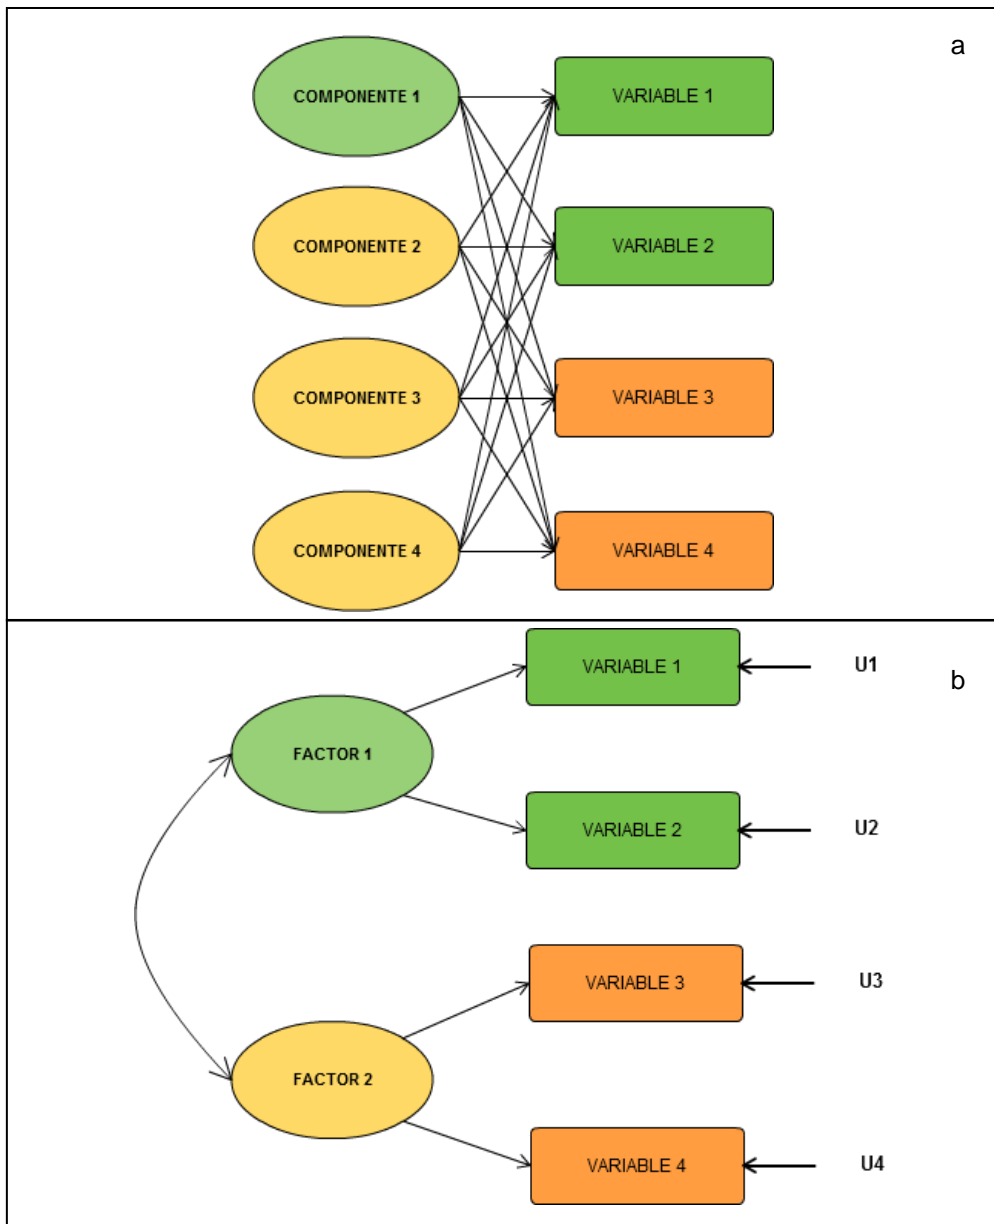 a
COMPONENTE 1
VARIABLE 1
COMPONENTE 2
VARIABLE 2
COMPONENTE 3
VARIABLE 3
COMPONENTE 4
VARIABLE 4
b
VARIABLE 1
U1
FACTOR 1
VARIABLE 2
U2
VARIABLE 3
U3
FACTOR 2
VARIABLE 4
U4